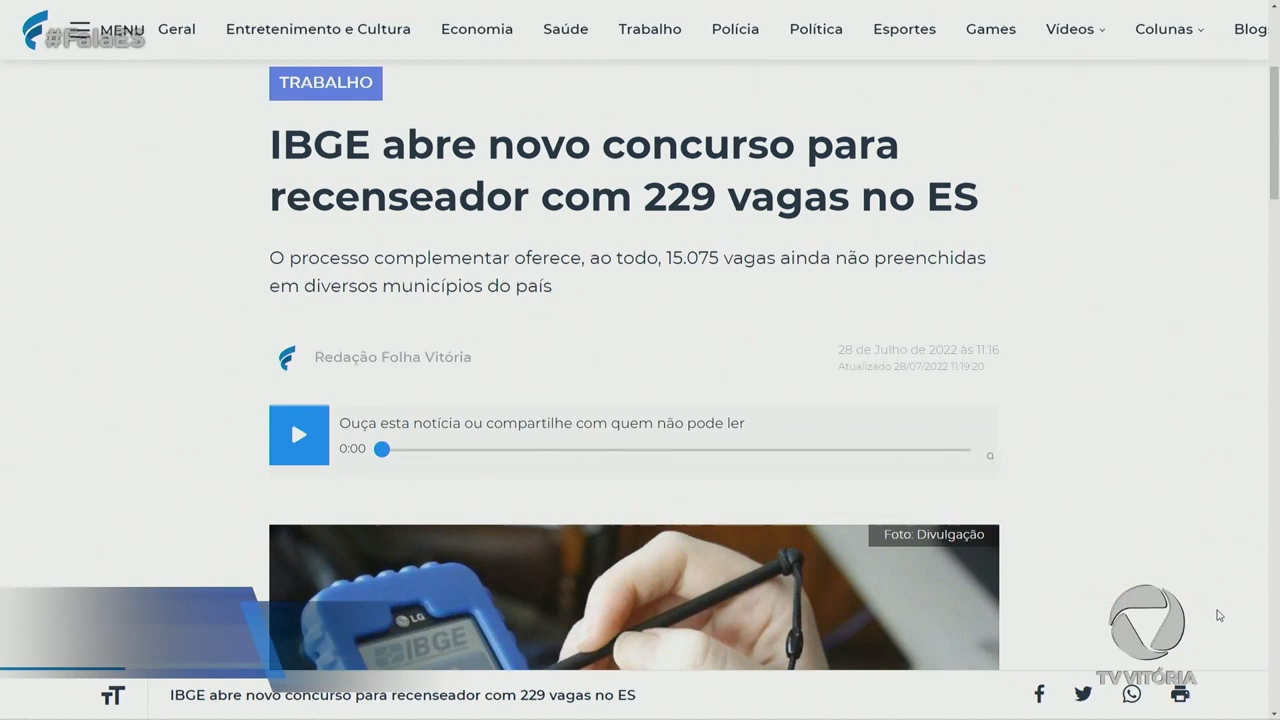 #FalaES
MENU Geral Entretenimento e Cultura Economia Saúde Trabalho Polícia Política Esportes Games Vídeos Colunas Blogs
TRABALHO
IBGE abre novo concurso para
recenseador com 229 vagas no ES
O processo complementar oferece, ao todo, 15.075 vagas ainda não preenchidas
em diversos municípios do país
Redação Folha Vitória
28 de Julho de 2022 às 11:16
Atualizado 28/07/2022 11:19:20
Ouça esta notícia ou compartilhe com quem não pode ler
0:00
Foto: Divulgação
LG
IBGE
TV VITÓRIA
TT IBGE abre novo concurso para recenseador com 229 vagas no ES